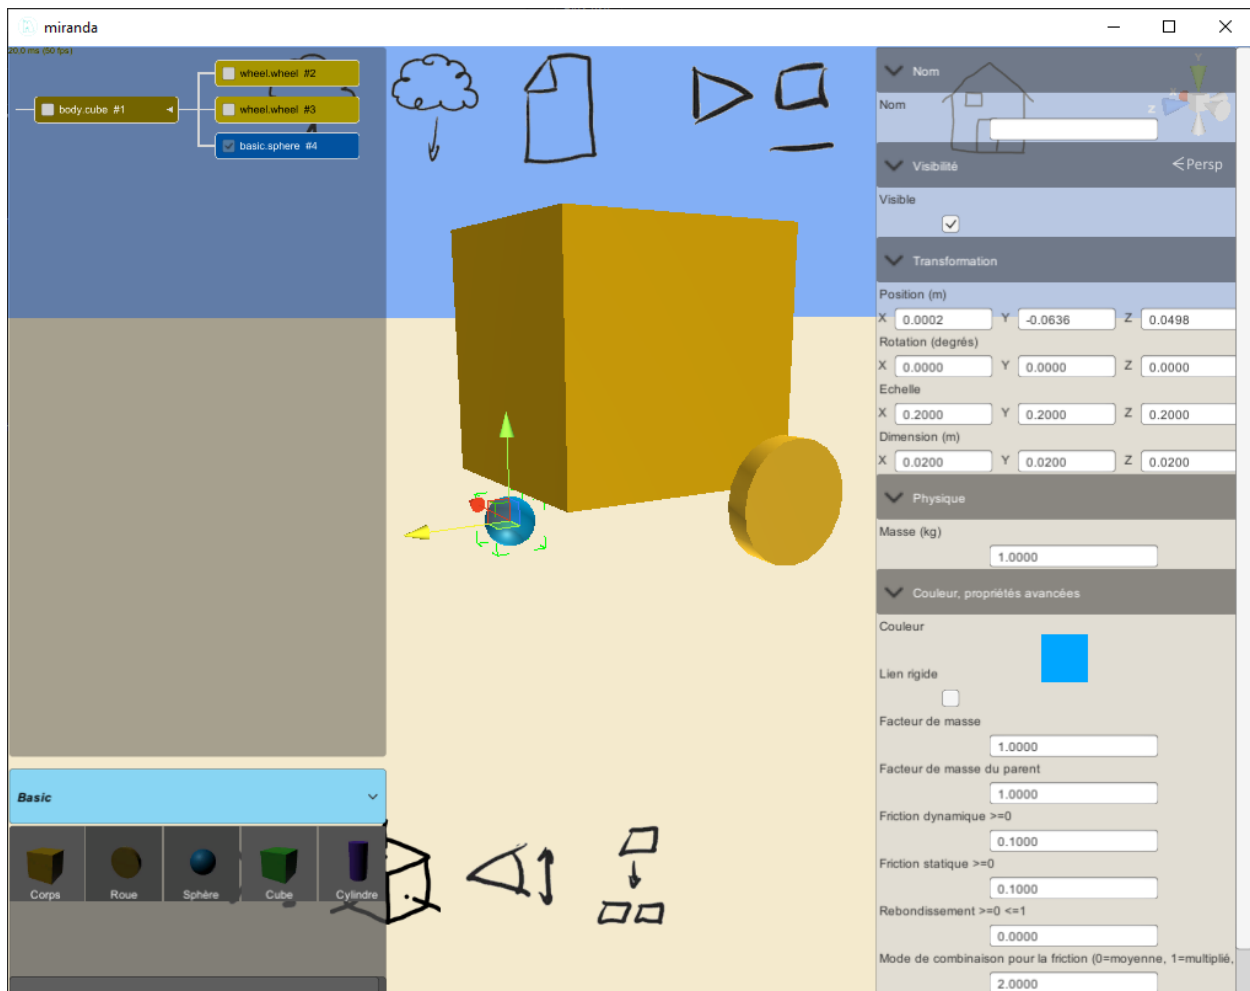 miranda
20.0 ms (50 fps)
body.cube #1
wheel.wheel #2
wheel.wheel #3
basic.sphere #4
Basic
Corps
Roue
Sphère
Cube
Cylindre
Nom
Nom
Y
X
Z
Visibilité
Persp
Visible
Transformation
Position (m)
X 0.0002 Y -0.0636 Z 0.0498
Rotation (degrés)
X 0.0000 Y 0.0000 Z 0.0000
Echelle
X 0.2000 Y 0.2000 Z 0.2000
Dimension (m)
X 0.0200 Y 0.0200 Z 0.0200
Physique
Masse (kg)
1.0000
Couleur, propriétés avancées
Couleur
Lien rigide
Facteur de masse
1.0000
Facteur de masse du parent
1.0000
Friction dynamique >=0
0.1000
Friction statique >=0
0.1000
Rebondissement >=0 <=1
0.0000
Mode de combinaison pour la friction (0=moyenne, 1=multiplié,
2.0000